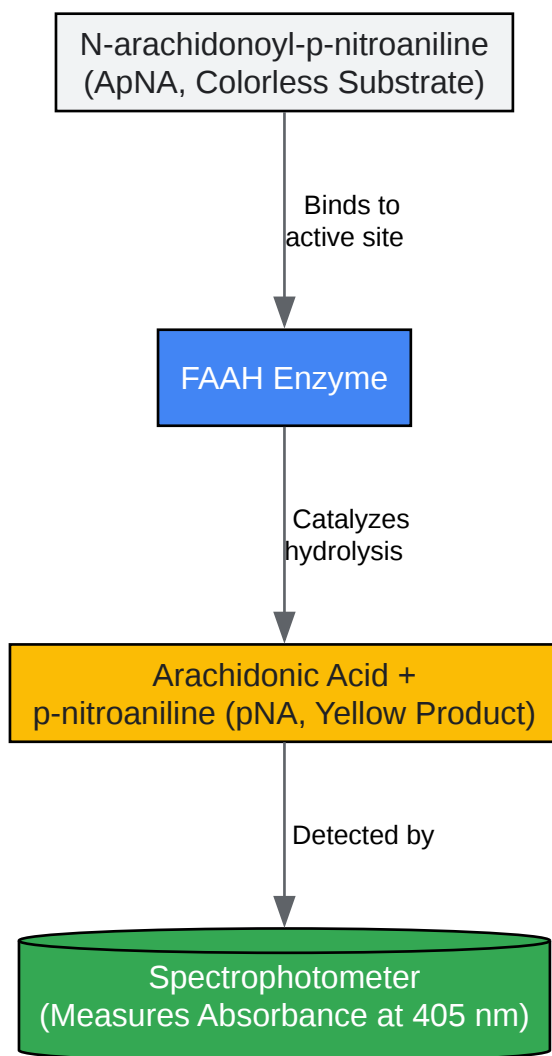 N-arachidonoyl-p-nitroaniline
(ApNA, Colorless Substrate)
Binds to
active site
FAAH Enzyme
Catalyzes
hydrolysis
Arachidonic Acid +
p-nitroaniline (pNA, Yellow Product)
Detected by
Spectrophotometer
(Measures Absorbance at 405 nm)